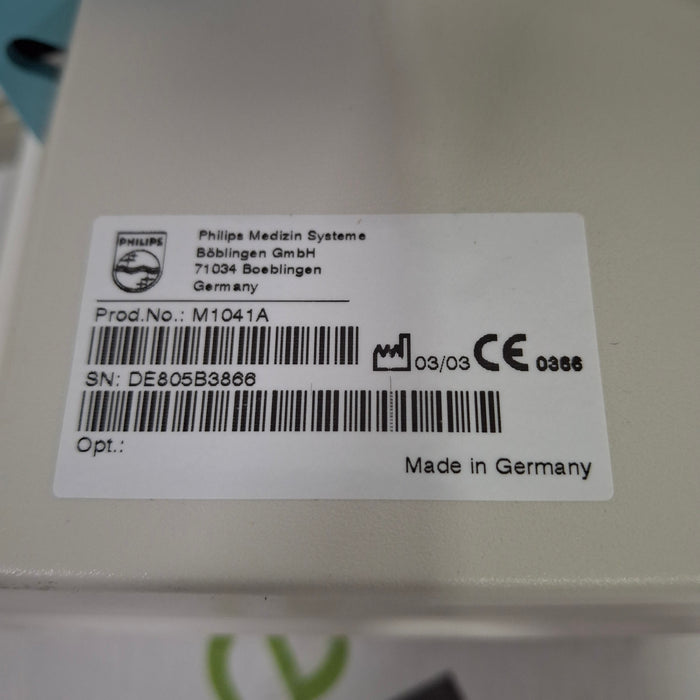 PHILIPS
Philips Medizin Systeme
Böblingen GmbH
71034 Boeblingen
Germany
Prod.No.: M1041A
03/03 CE 0366
SN: DE805B3866
Opt.:
Made in Germany